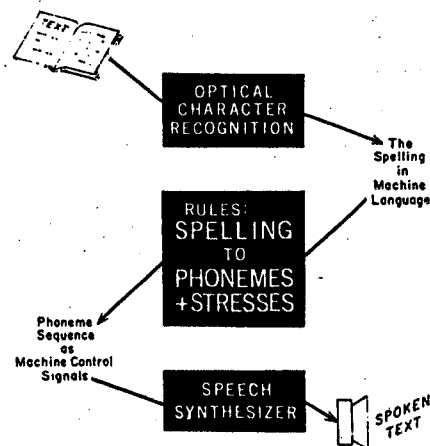 TEXT
OPTICAL
CHARACTER
RECOGNITION
The
Spelling
in
Machine
Language
RULES:
SPELLING
TO
PHONEMES
+STRESSES
Phoneme
Sequence
as
Machine Control
Signals
SPEECH
SYNTHESIZER
SPOKEN
TEXT